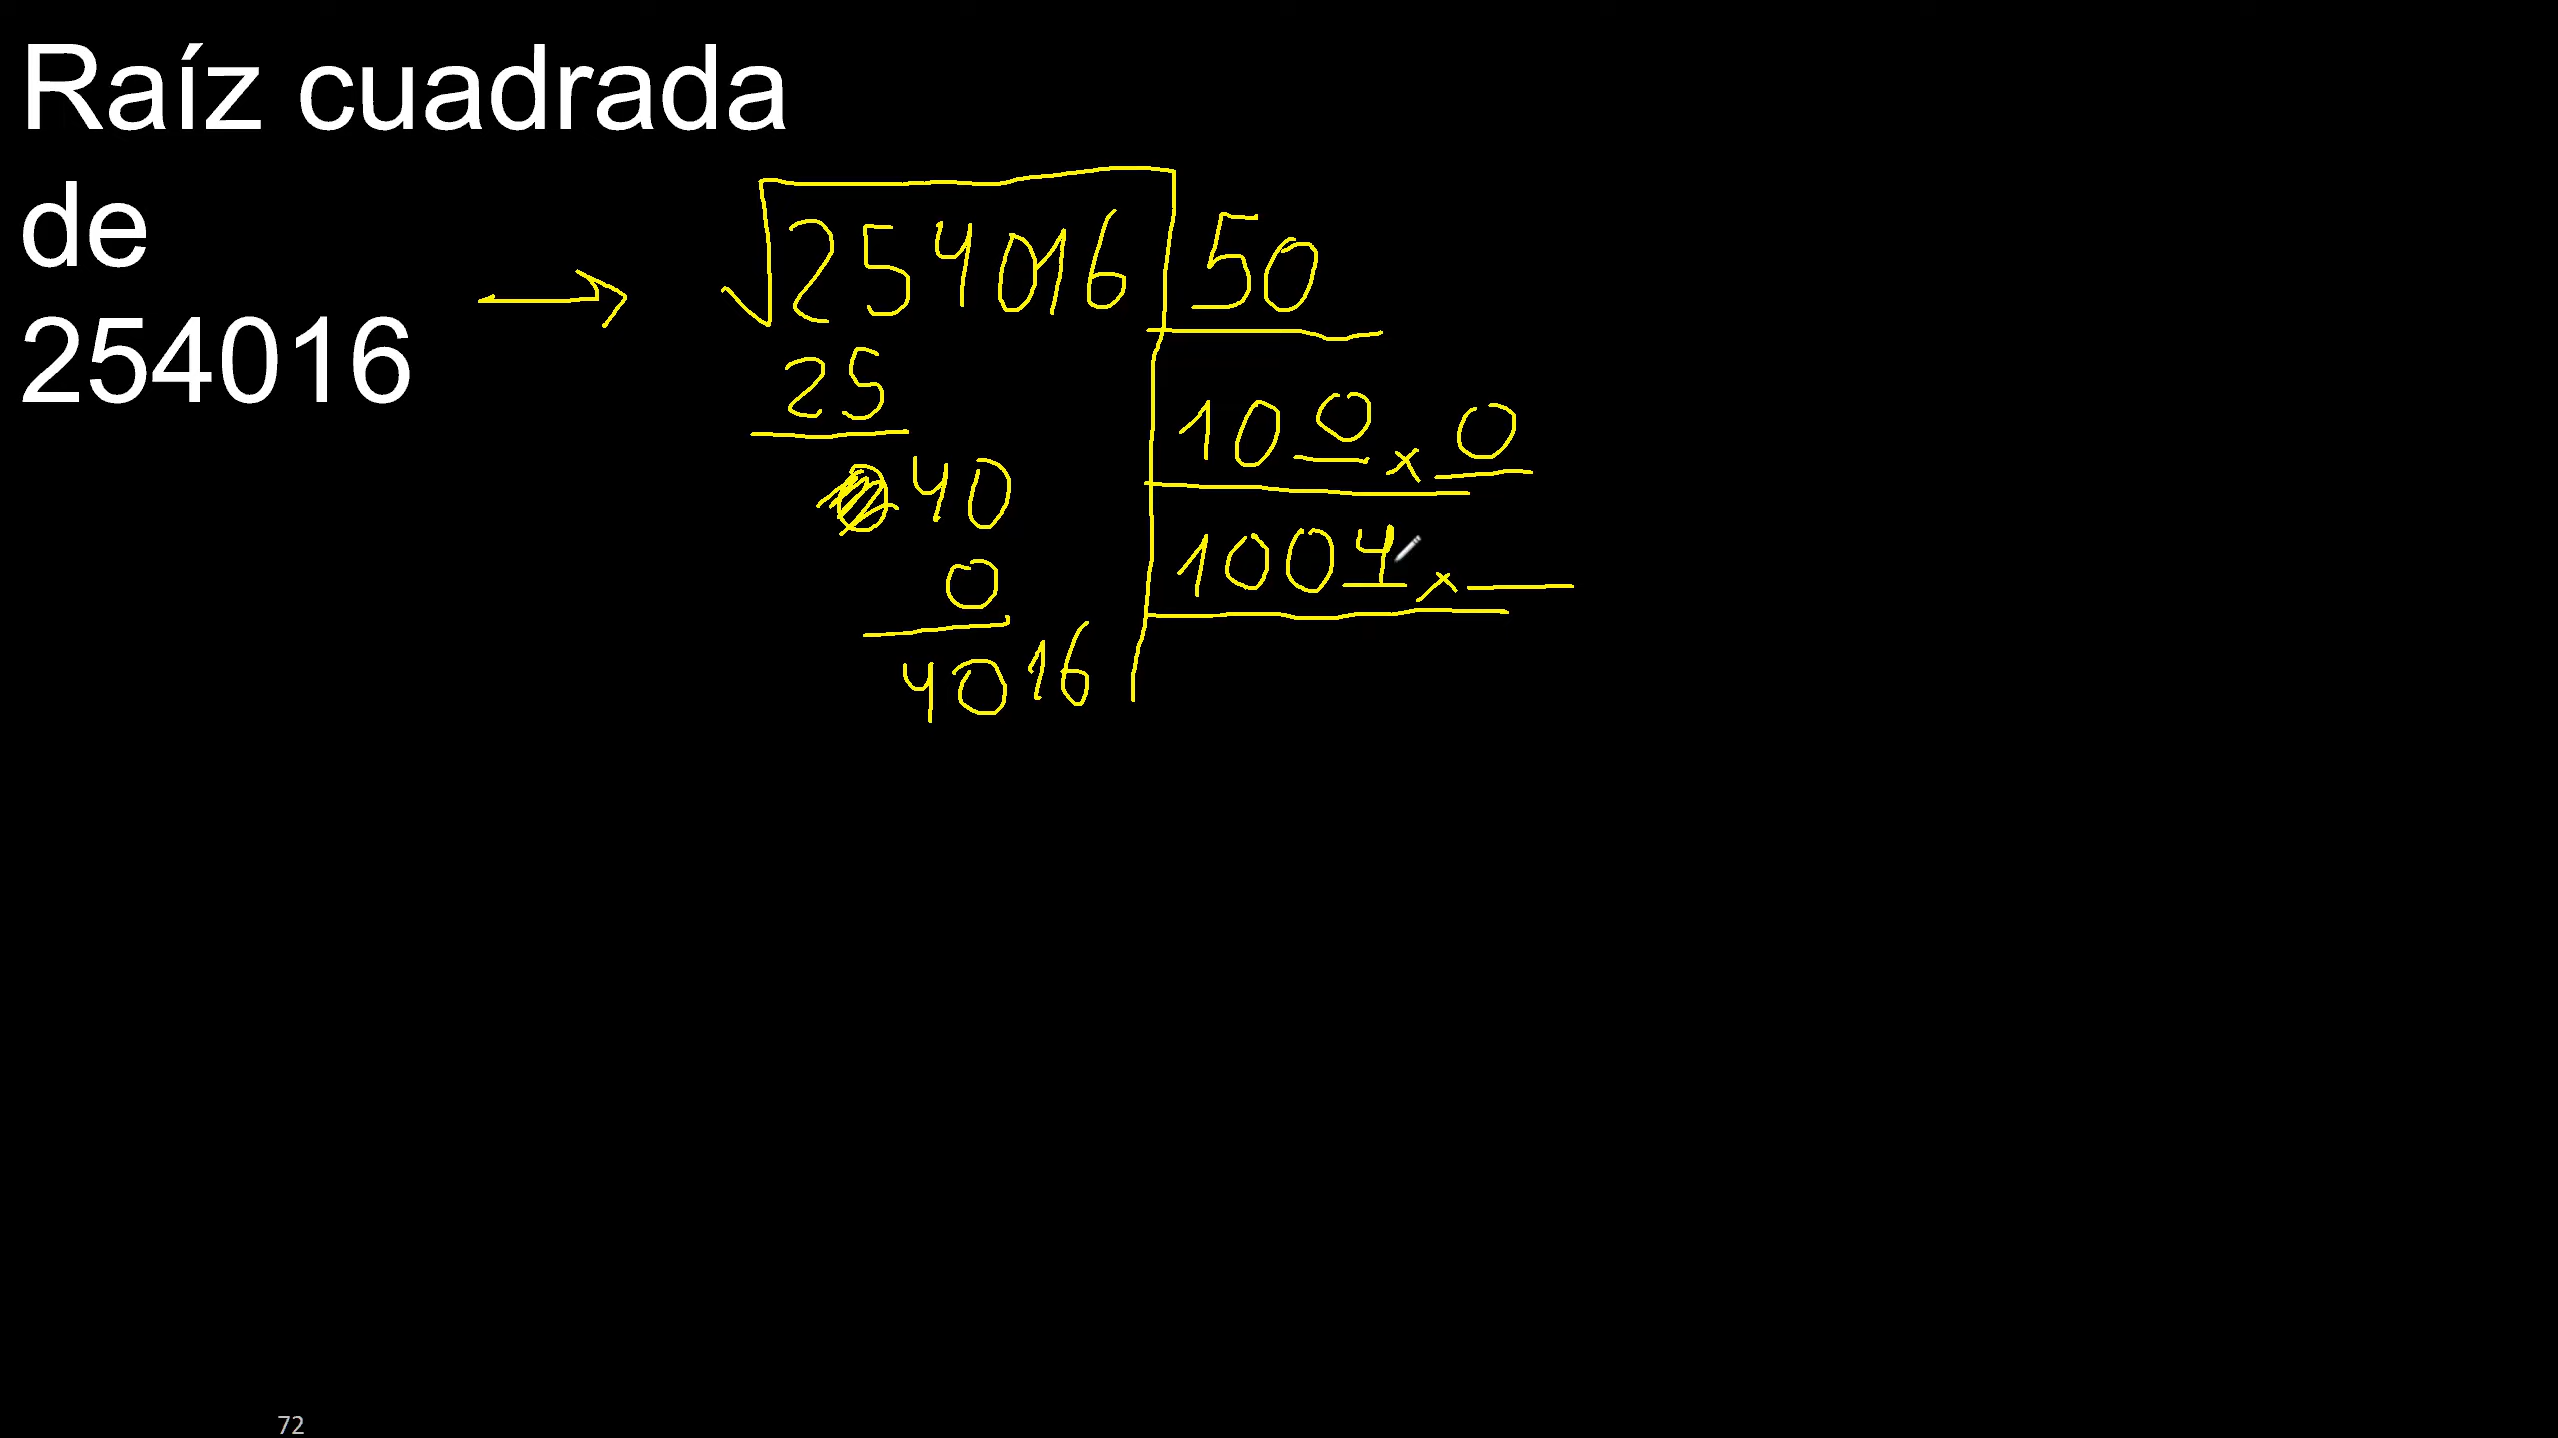 Raíz cuadrada
de
254016
→ √254016 50
25
40 100 × 0
0 1004 ×
4016
72